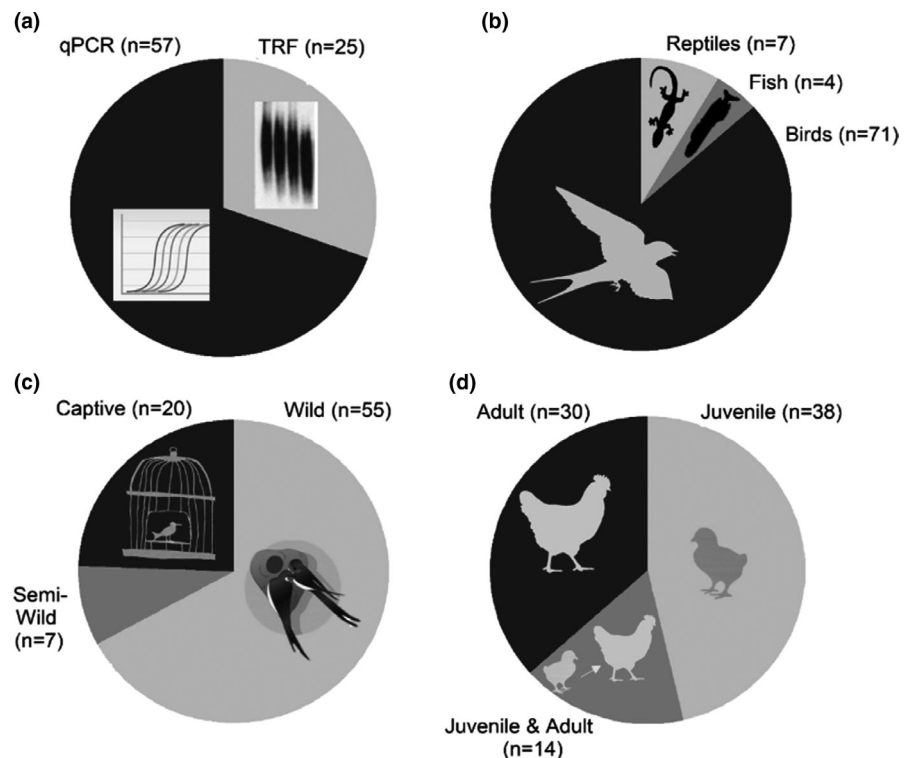 (a)
qPCR (n=57)
TRF (n=25)
(b)
Reptiles (n=7)
Fish (n=4)
Birds (n=71)
(c)
Captive (n=20)
Wild (n=55)
Semi-
Wild
(n=7)
(d)
Adult (n=30)
Juvenile (n=38)
Juvenile & Adult
(n=14)